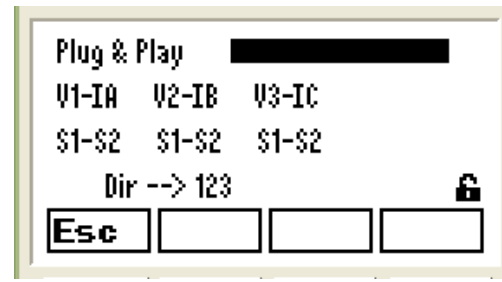 Plug & Play
V1-IA V2-IB V3-IC
S1-S2 S1-S2 S1-S2
Dir --> 123
Esc